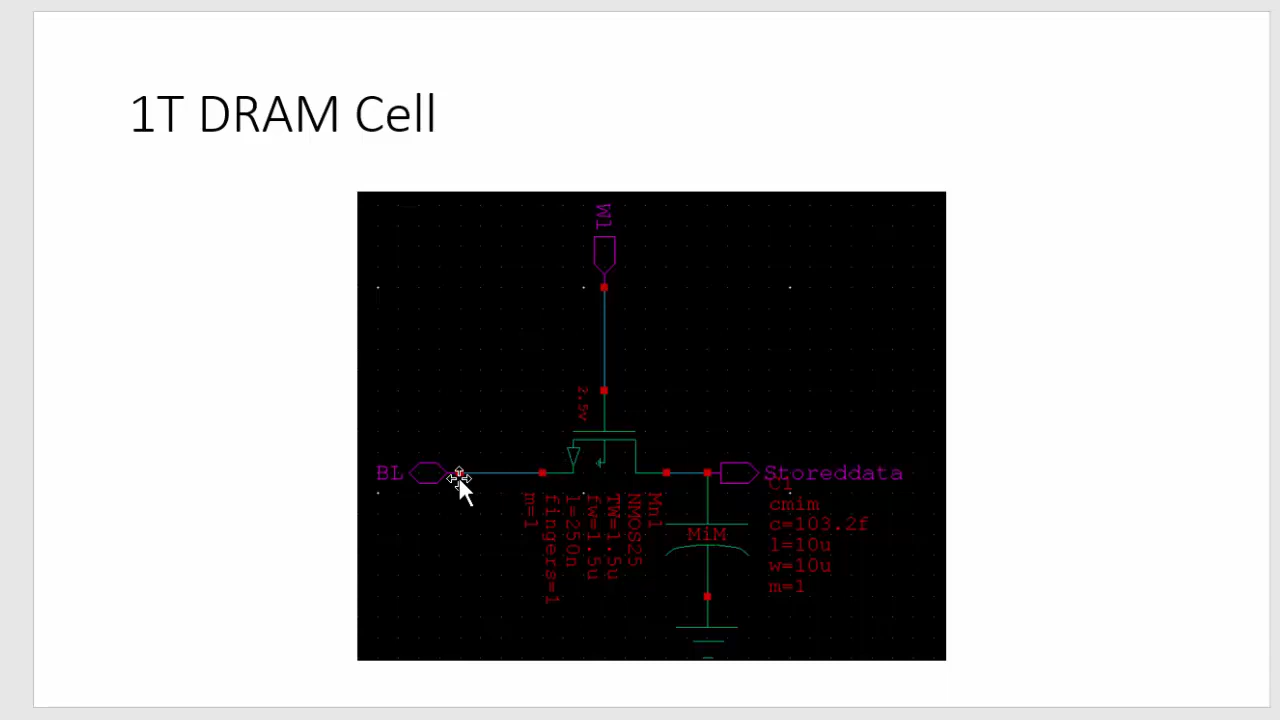 1T DRAM Cell
W1
2.5v
BL
Storeddata
C1
cmim
c=103.2f
l=10u
w=10u
m=1
MiM
Mn1
NMOS25
TW=1.5u
fw=1.5u
l=250n
fingers=1
m=1